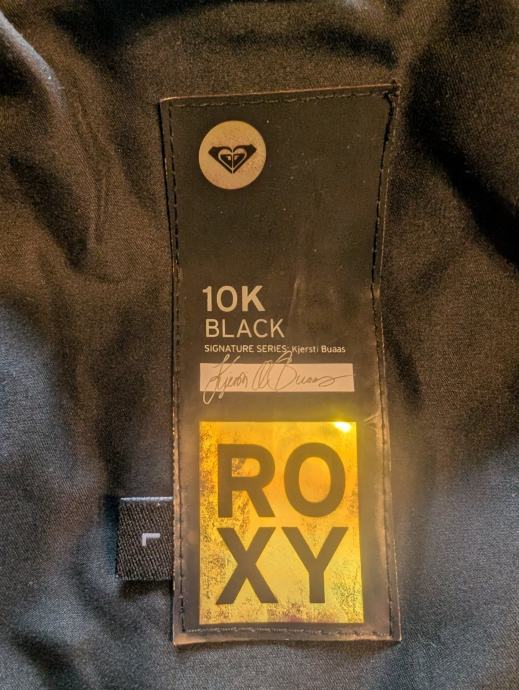 10K
BLACK
SIGNATURE SERIES: Kjersti Buaas
RO
XY
L